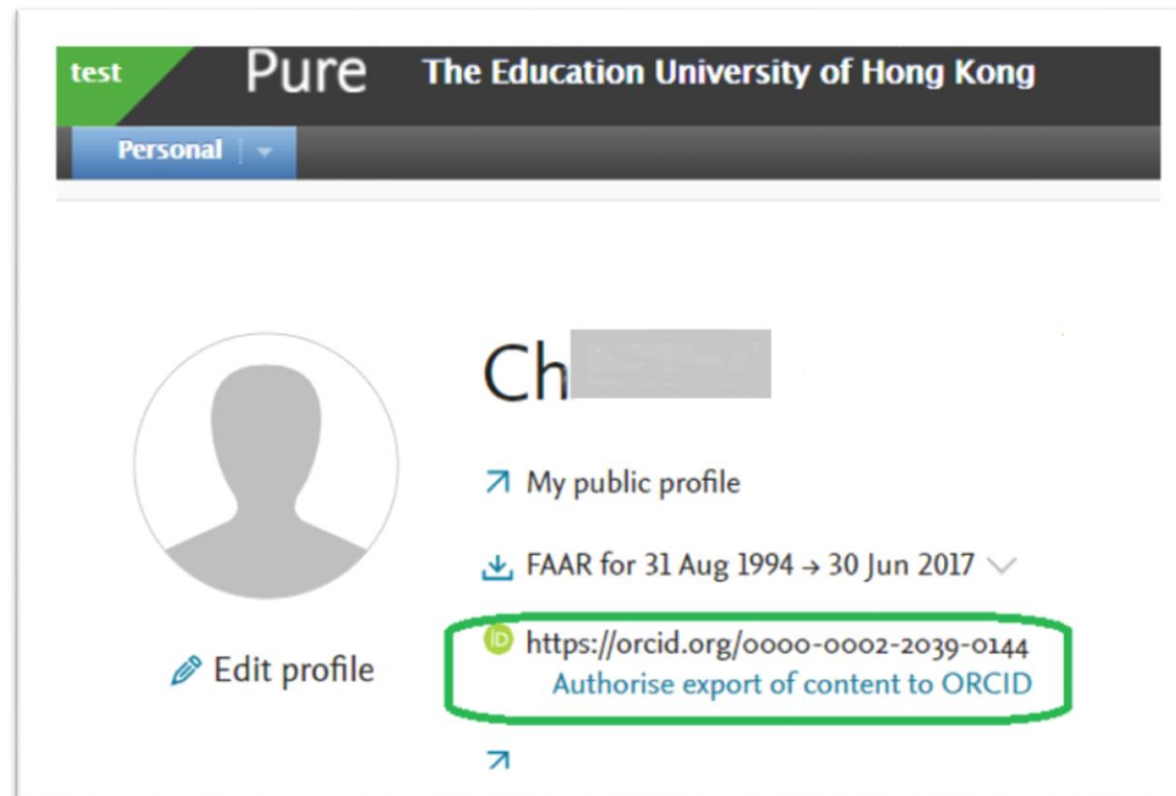 test
Pure The Education University of Hong Kong
Personal
Ch
My public profile
FAAR for 31 Aug 1994 → 30 Jun 2017
iD https://orcid.org/0000-0002-2039-0144
Edit profile
Authorise export of content to ORCID